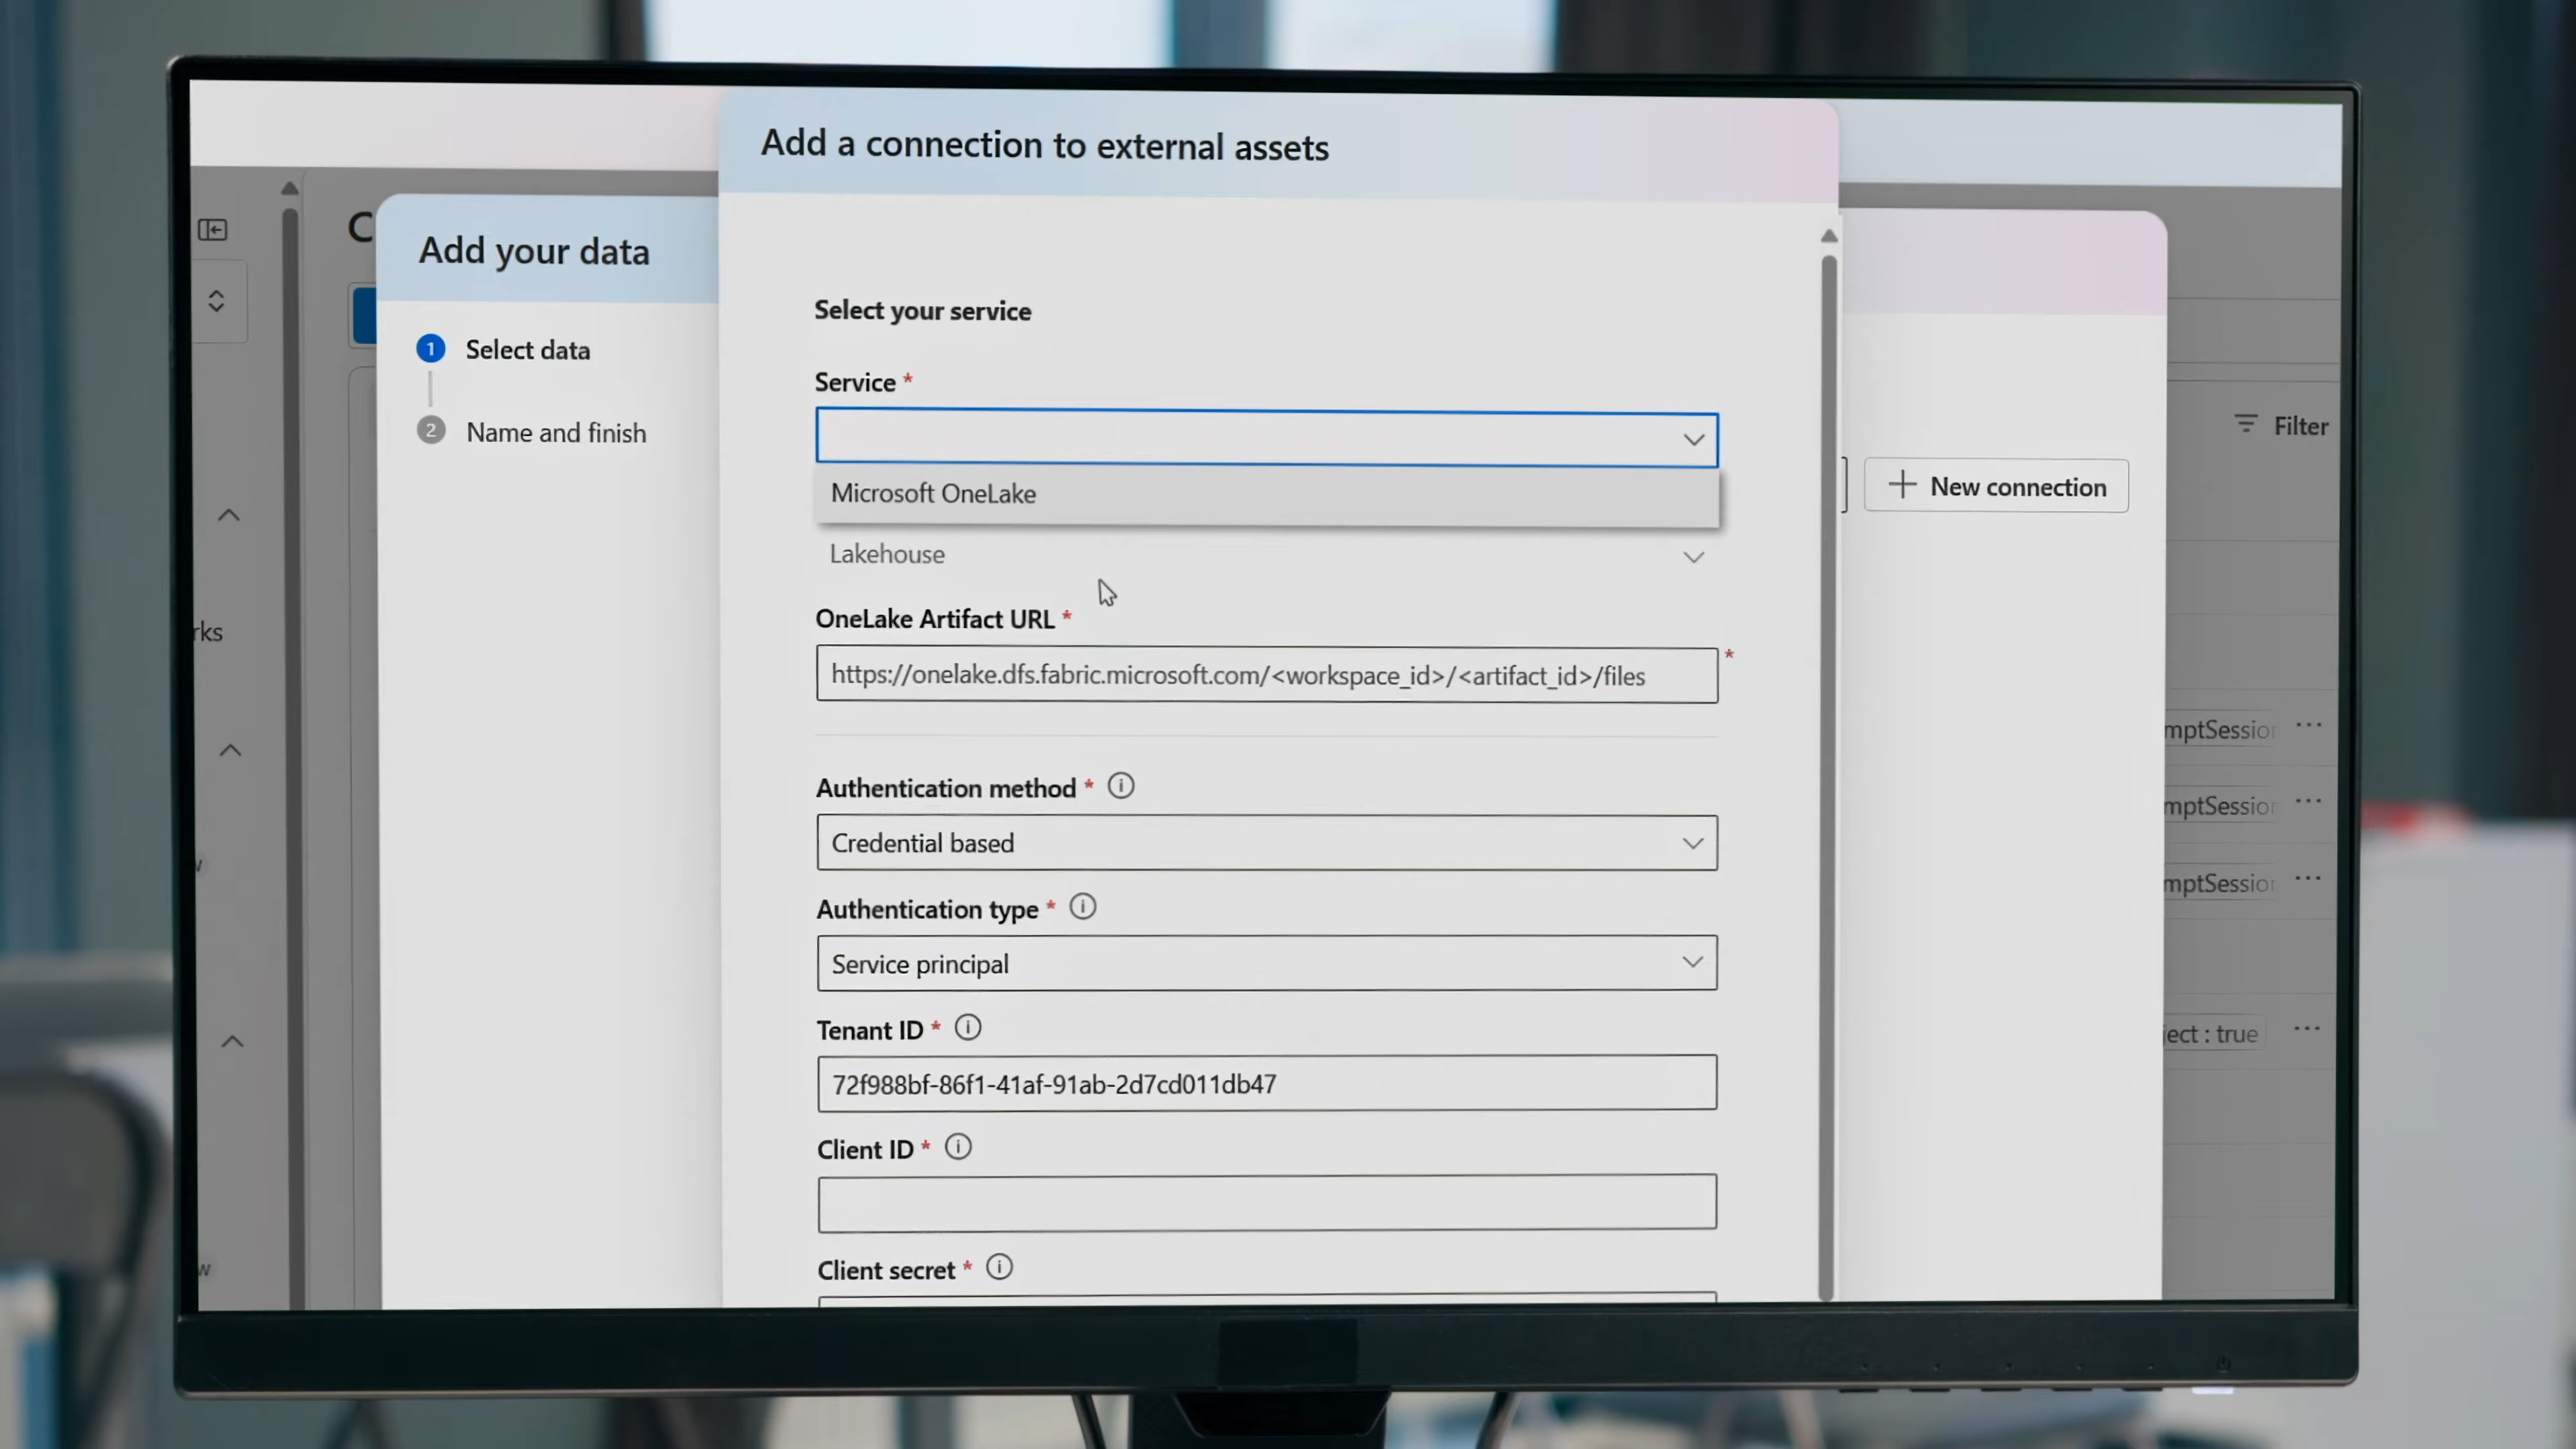 Add a connection to external assets
Add your data
1 Select data
2 Name and finish
Select your service
Service *
Microsoft OneLake
Lakehouse
OneLake Artifact URL *
https://onelake.dfs.fabric.microsoft.com/<workspace_id>/<artifact_id>/files *
Authentication method *
Credential based
Authentication type *
Service principal
Tenant ID *
72f988bf-86f1-41af-91ab-2d7cd011db47
Client ID *
Client secret *
C
rks
w
Filter
New connection
mptSession
mptSession
mptSession
ject : true